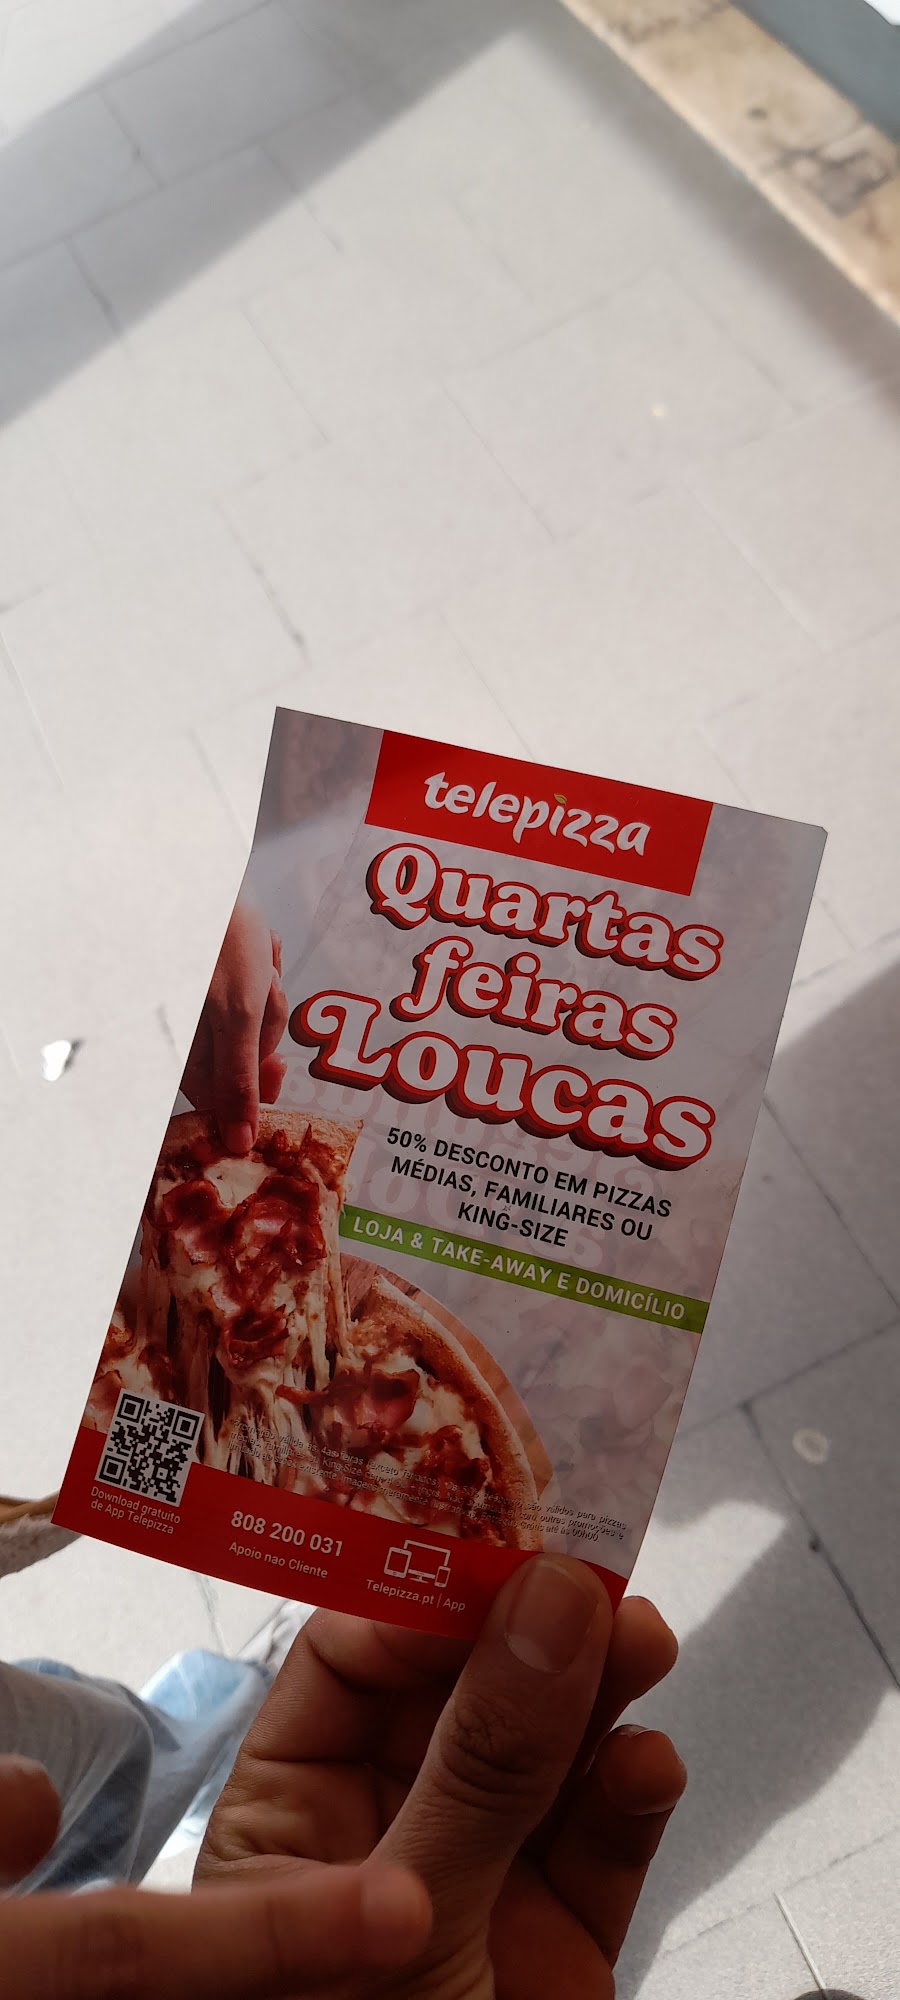 telepizza
Quartas
feiras
Loucas
50% DESCONTO EM PIZZAS
MÉDIAS, FAMILIARES OU
KING-SIZE
LOJA & TAKE-AWAY E DOMICÍLIO
Download gratuito
de App Telepizza
808 200 031
Apoio nao Cliente
Telepizza.pt | App